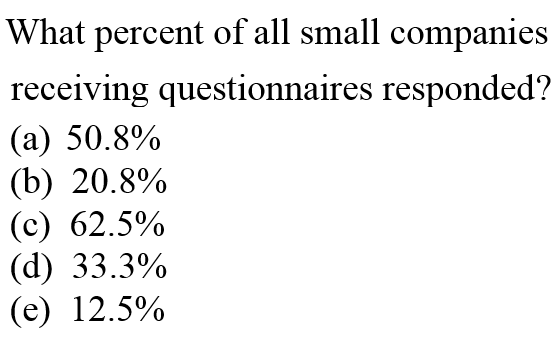 What percent of all small companies
receiving questionnaires responded?
(a) 50.8%
(b) 20.8%
(c) 62.5%
(d) 33.3%
(e) 12.5%